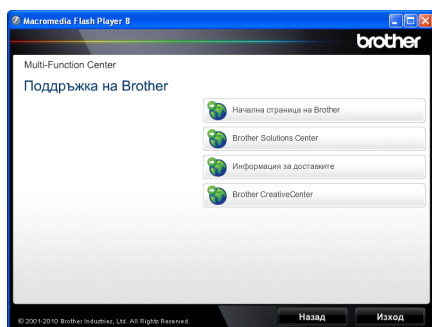 Macromedia Flash Player 8
brother
Multi-Function Center
Поддръжка на Brother
Начална страница на Brother
Brother Solutions Center
Информация за доставките
Brother CreativeCenter
© 2001-2010 Brother Industries, Ltd. All Rights Reserved.
Назад
Изход